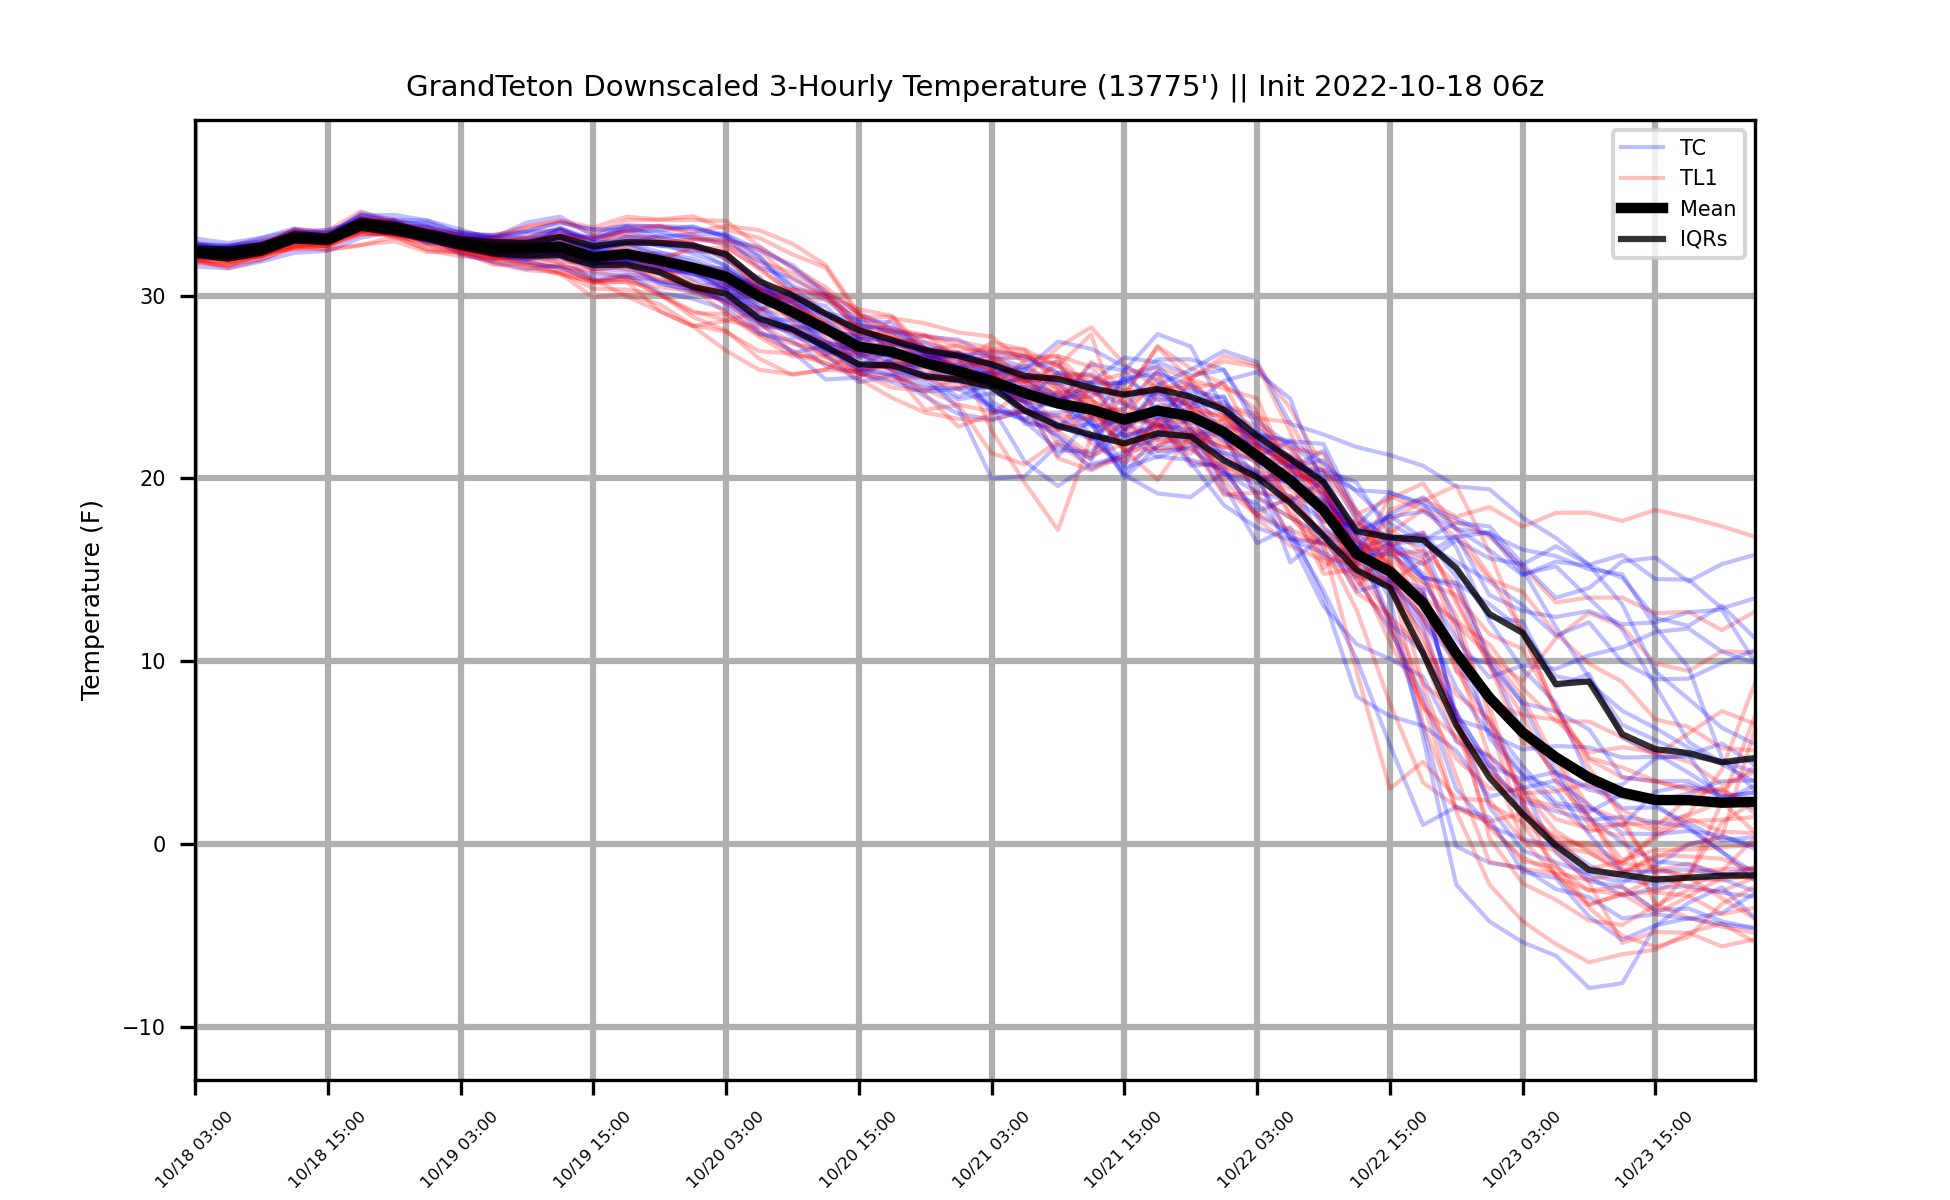 GrandTeton Downscaled 3-Hourly Temperature (13775') || Init 2022-10-18 06z
TC
TL1
Mean
IQRs
Temperature (F)
30
20
10
0
−10
10/18 03:00
10/18 15:00
10/19 03:00
10/19 15:00
10/20 03:00
10/20 15:00
10/21 03:00
10/21 15:00
10/22 03:00
10/22 15:00
10/23 03:00
10/23 15:00